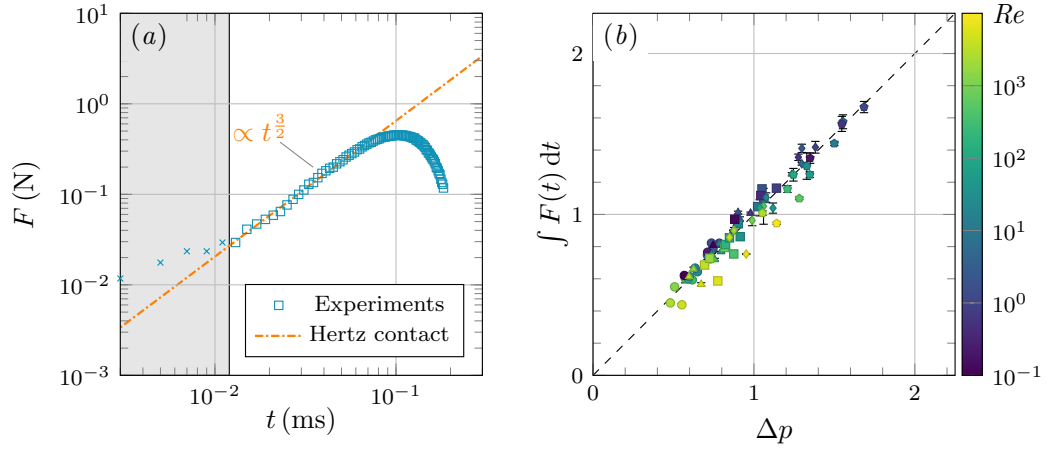 (a)
10^1
10^0
10^{-1}
10^{-2}
10^{-3}
F (N)
∝ t^{3/2}
Experiments
Hertz contact
10^{-2}
10^{-1}
t (ms)
(b)
2
1
0
∫ F(t) dt
0
1
2
Δp
Re
10^3
10^2
10^1
10^0
10^{-1}